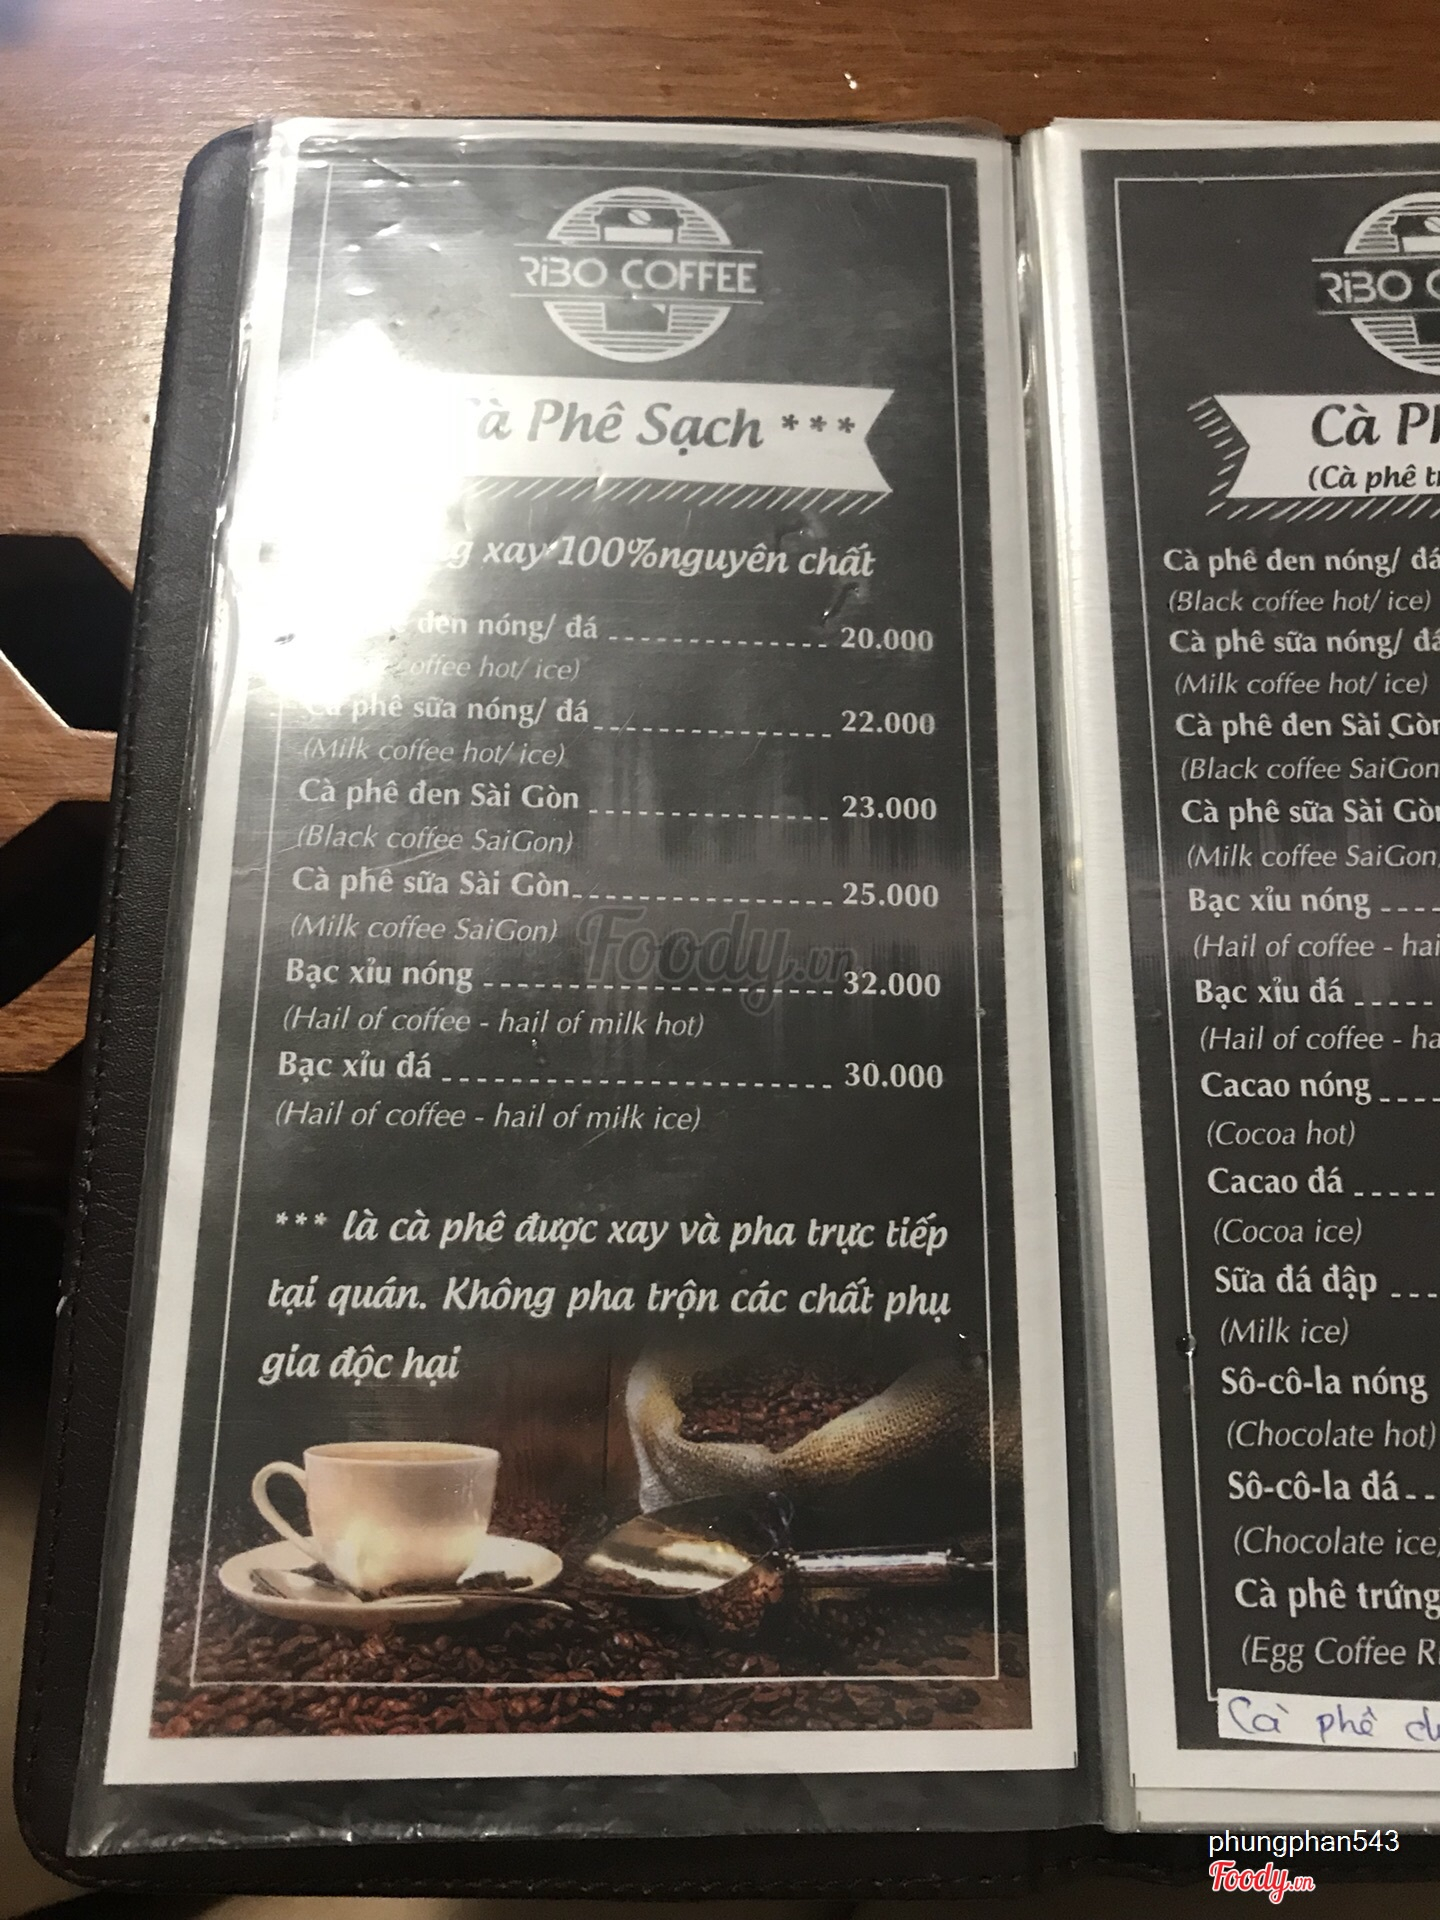 RiBO COFFEE
Phê Sạch ***
xay 100%nguyên chất
đen nóng/ đá 20.000
coffee hot/ ice)
Cà phê sữa nóng/ đá 22.000
(Milk coffee hot/ ice)
Cà phê đen Sài Gòn 23.000
(Black coffee SaiGon)
Cà phê sữa Sài Gòn 25.000
(Milk coffee SaiGon)
Bạc xỉu nóng 32.000
(Hail of coffee - hail of milk hot)
Bạc xỉu đá 30.000
(Hail of coffee - hail of milk ice)
*** là cà phê được xay và pha trực tiếp
tại quán. Không pha trộn các chất phụ
gia độc hại
Foody.vn
RiBO
Cà
(Cà phê
Cà phê đen nóng/ đá
(Black coffee hot/ ice)
Cà phê sữa nóng/ đá
(Milk coffee hot/ ice)
Cà phê đen Sài Gòn
(Black coffee SaiGon
Cà phê sữa Sài Gòn
(Milk coffee SaiGon
Bạc xỉu nóng
(Hail of coffee -
Bạc xỉu đá
(Hail of coffee -
Cacao nóng
(Cocoa hot)
Cacao đá
(Cocoa ice)
Sữa đá đập
(Milk ice)
Sô-cô-la nóng
(Chocolate hot)
Sô-cô-la đá
(Chocolate ice
Cà phê trứng
(Egg Coffee
Cà phê
phungphan543
Foody.vn